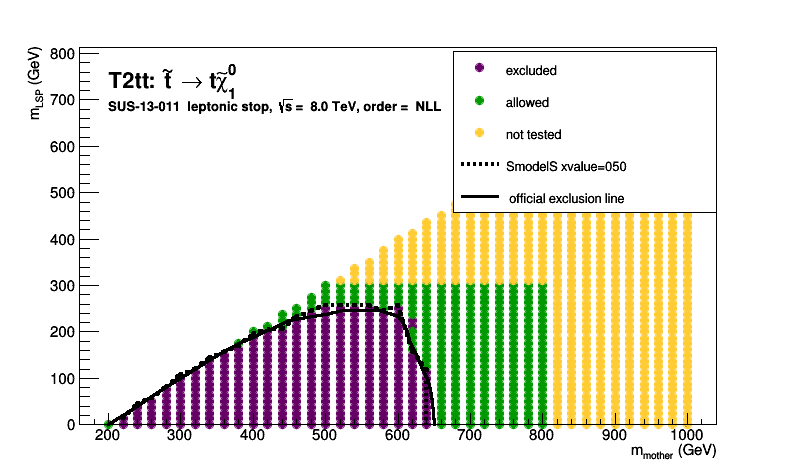 m_LSP (GeV)
800
700
600
500
400
300
200
100
0
T2tt: t̃ → tχ̃₁⁰
SUS-13-011 leptonic stop, √s = 8.0 TeV, order = NLL
excluded
allowed
not tested
SmodelS xvalue=050
official exclusion line
200 300 400 500 600 700 800 900 1000
m_mother (GeV)